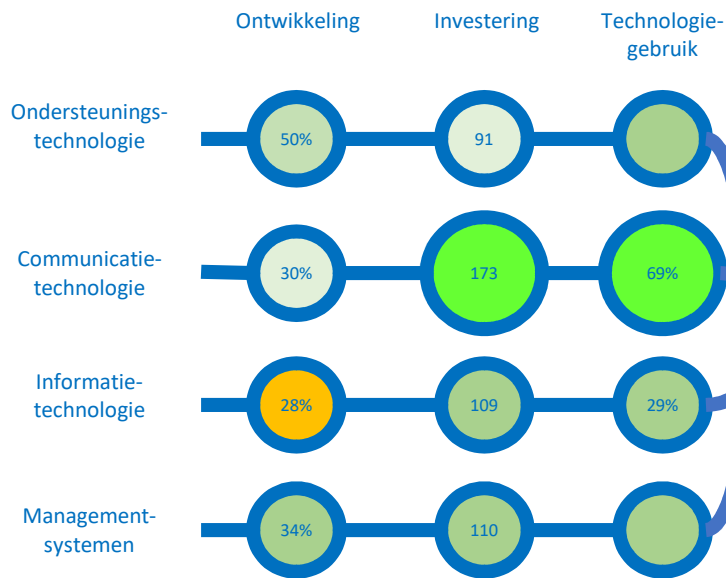 Ontwikkeling
Investering
Technologie-
gebruik
Ondersteunings-
technologie
50%
91
Communicatie-
technologie
30%
173
69%
Informatie-
technologie
28%
109
29%
Management-
systemen
34%
110